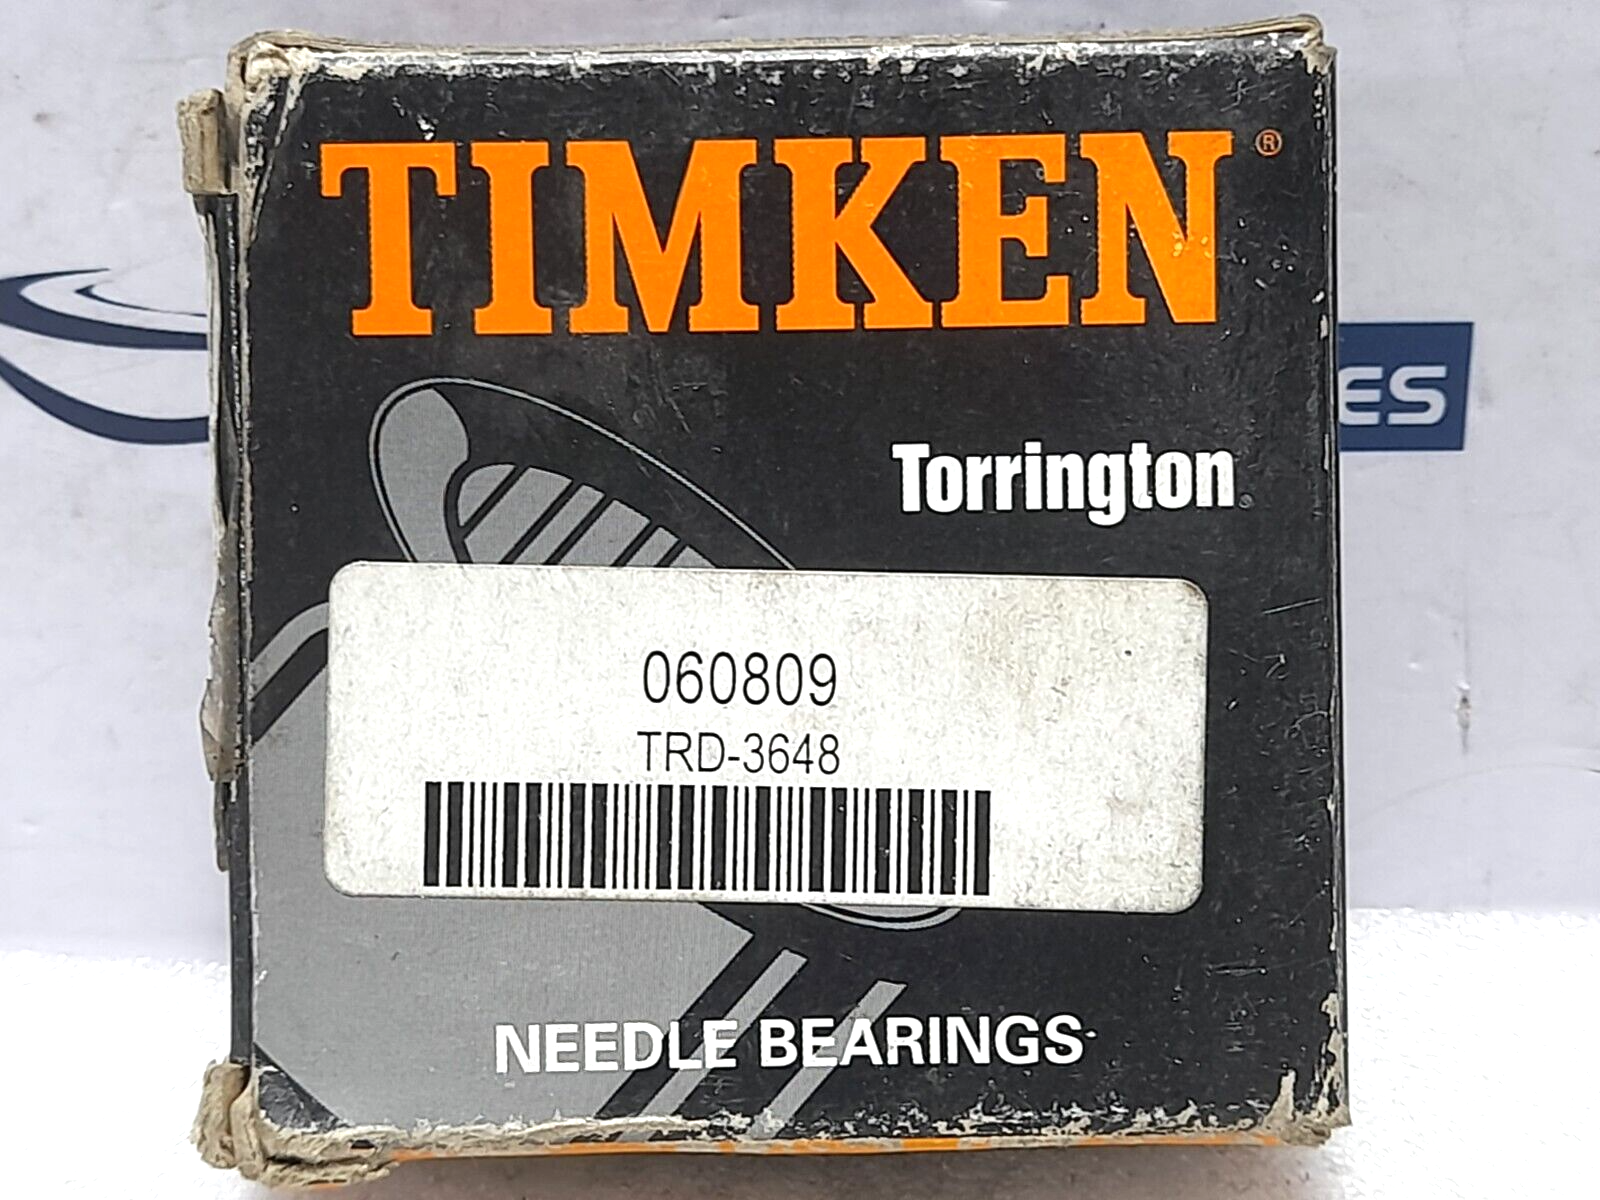 TIMKEN®
Torrington
060809
TRD-3648
NEEDLE BEARINGS